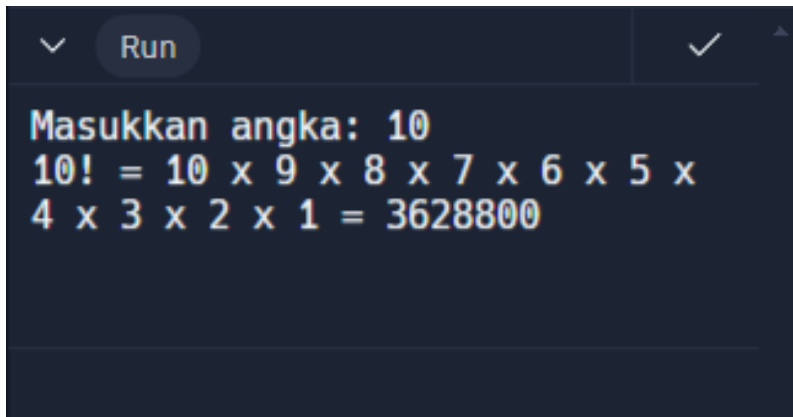 Run
Masukkan angka: 10
10! = 10 x 9 x 8 x 7 x 6 x 5 x
4 x 3 x 2 x 1 = 3628800